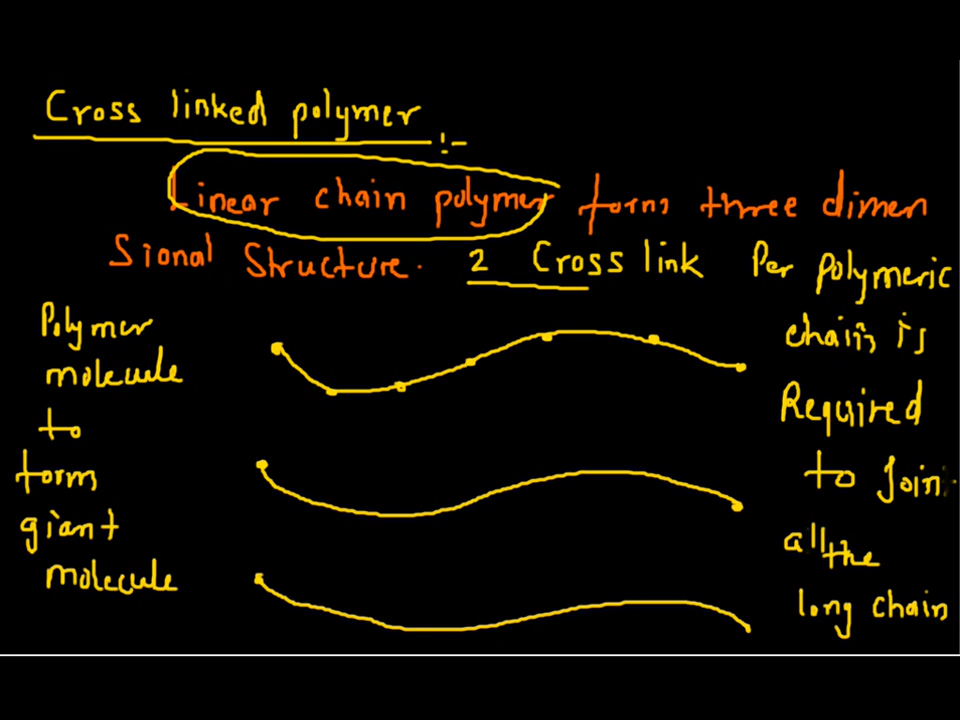 Cross linked polymer :-
Linear chain polymer forms three dimen
sional structure. 2 Cross link Per polymeric
chain is
Required
to Join
all the
long chain
Polymer
molecule
to
form
giant
molecule